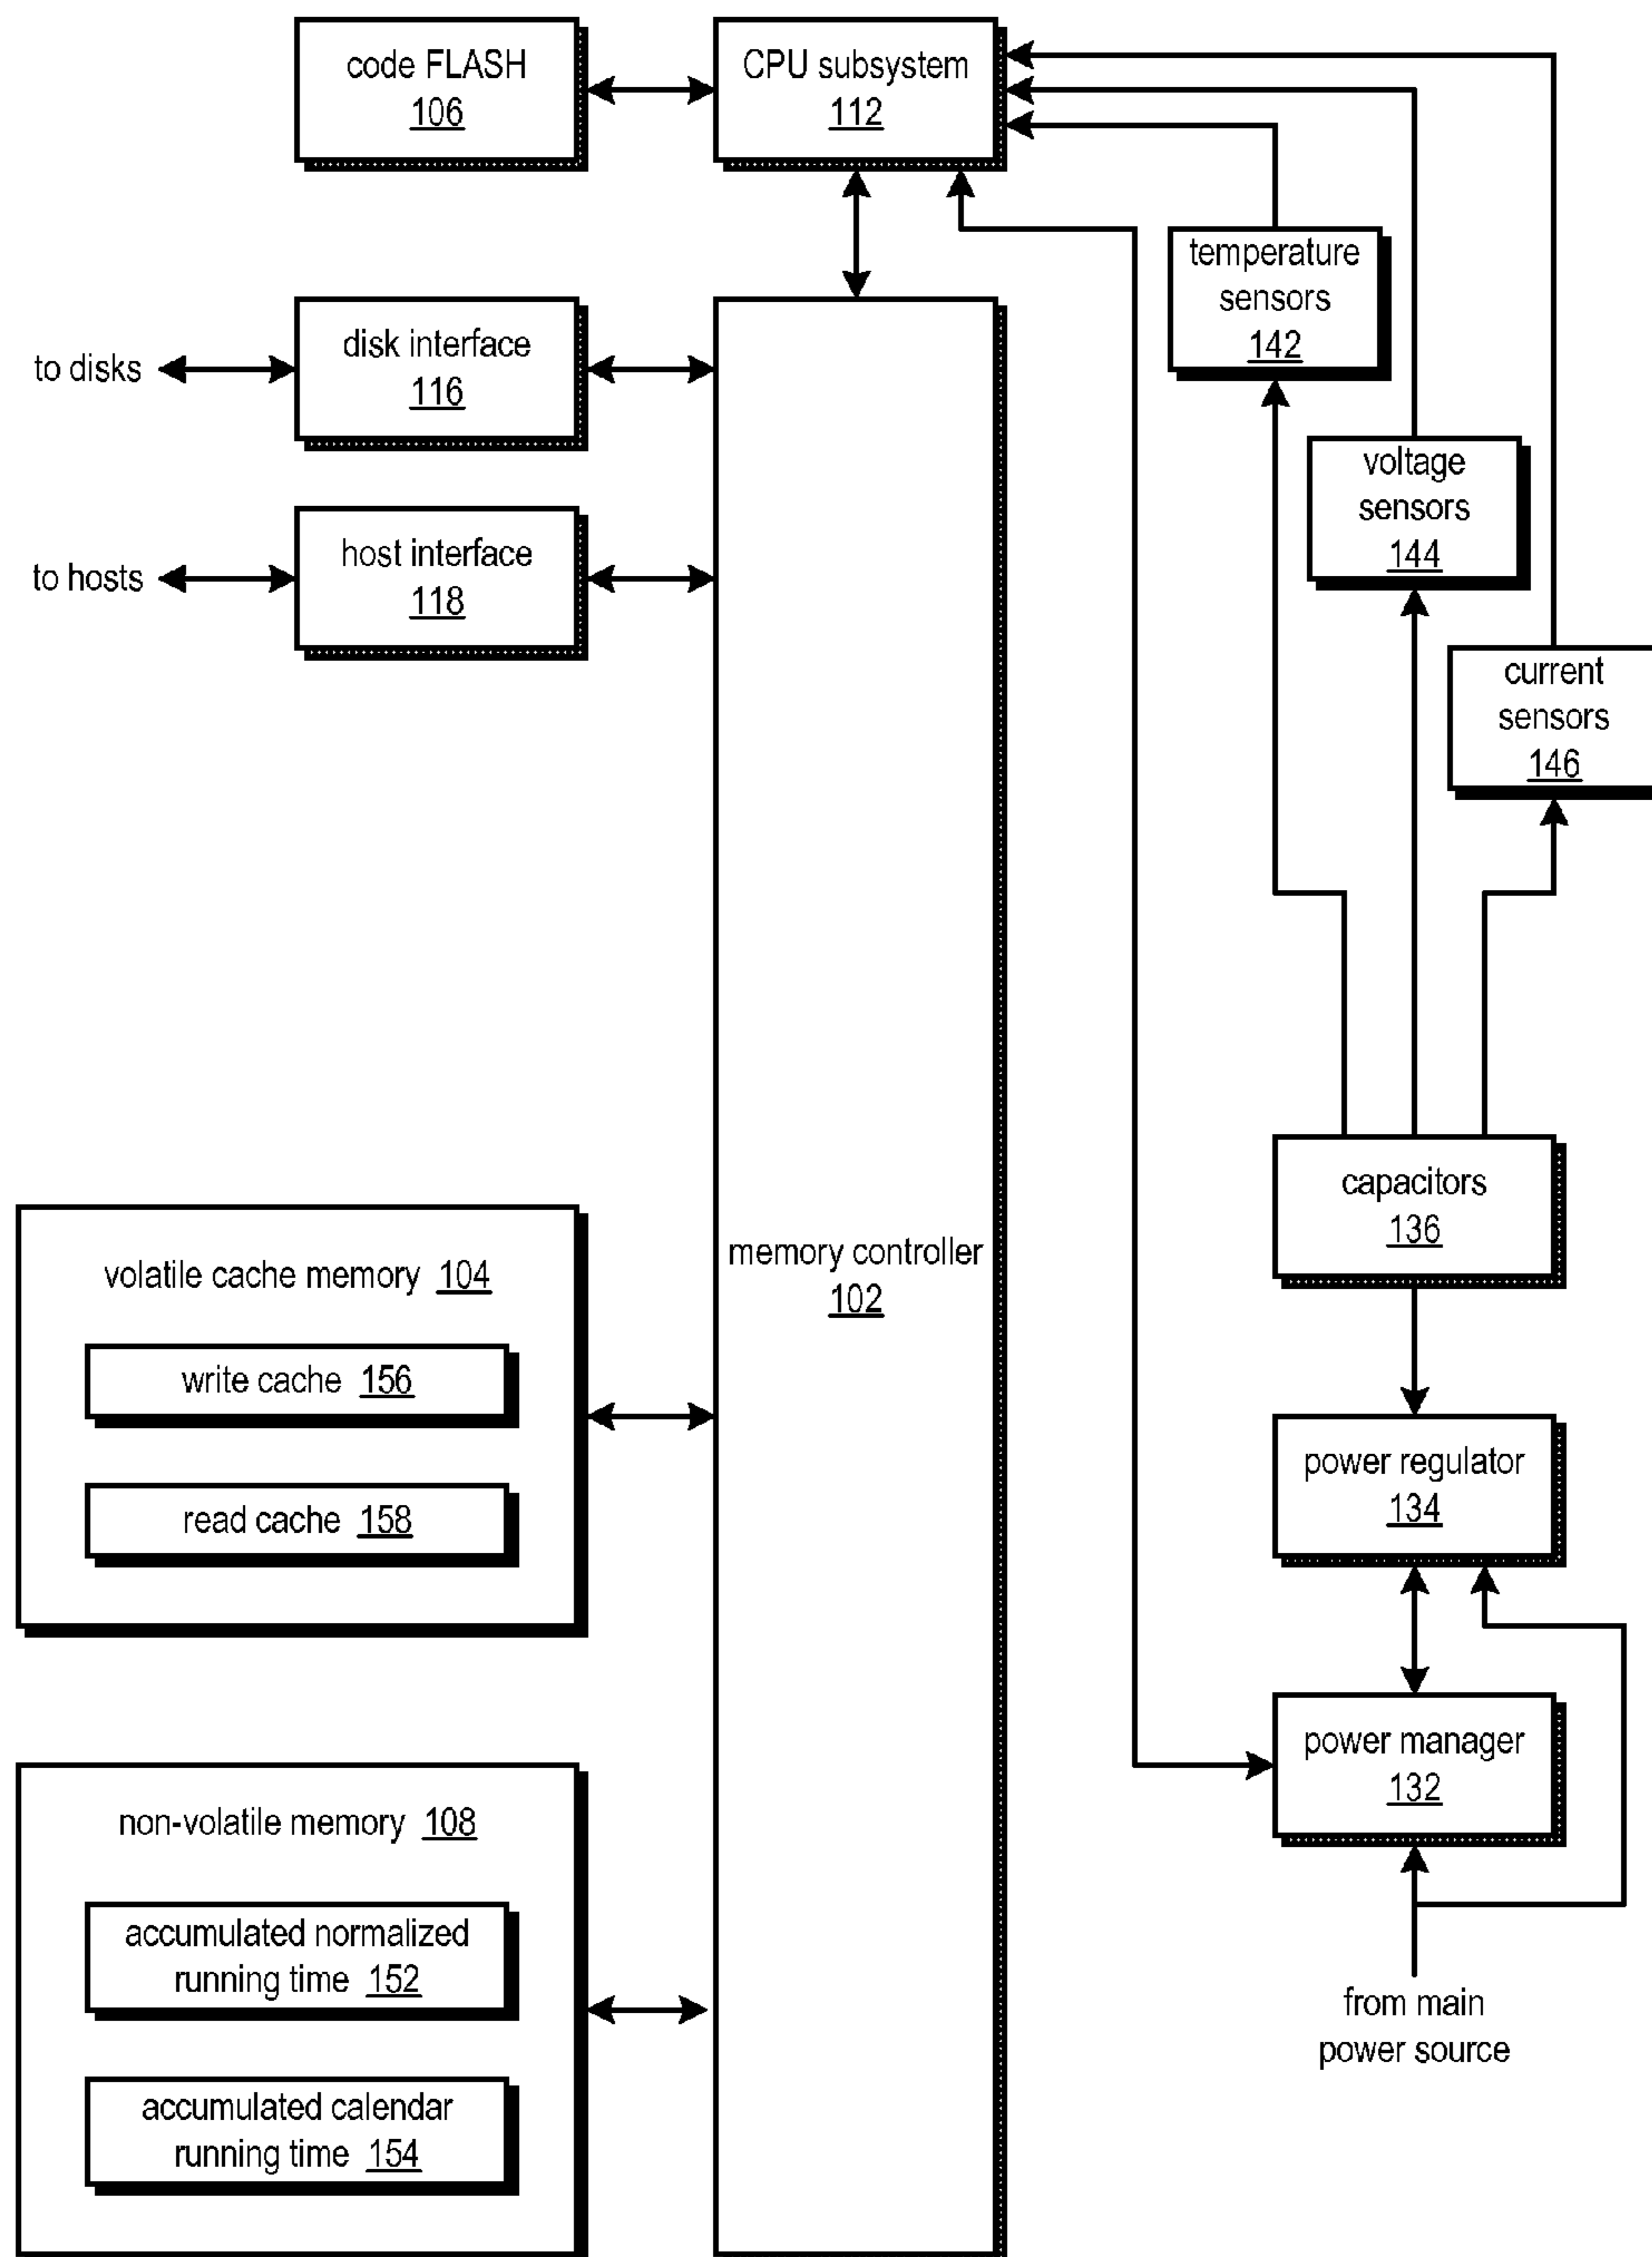 code FLASH
106
CPU subsystem
112
temperature
sensors
142
to disks
disk interface
116
voltage
sensors
144
to hosts
host interface
118
current
sensors
146
capacitors
136
volatile cache memory 104
write cache 156
read cache 158
memory controller
102
power regulator
134
power manager
132
non-volatile memory 108
accumulated normalized
running time 152
accumulated calendar
running time 154
from main
power source